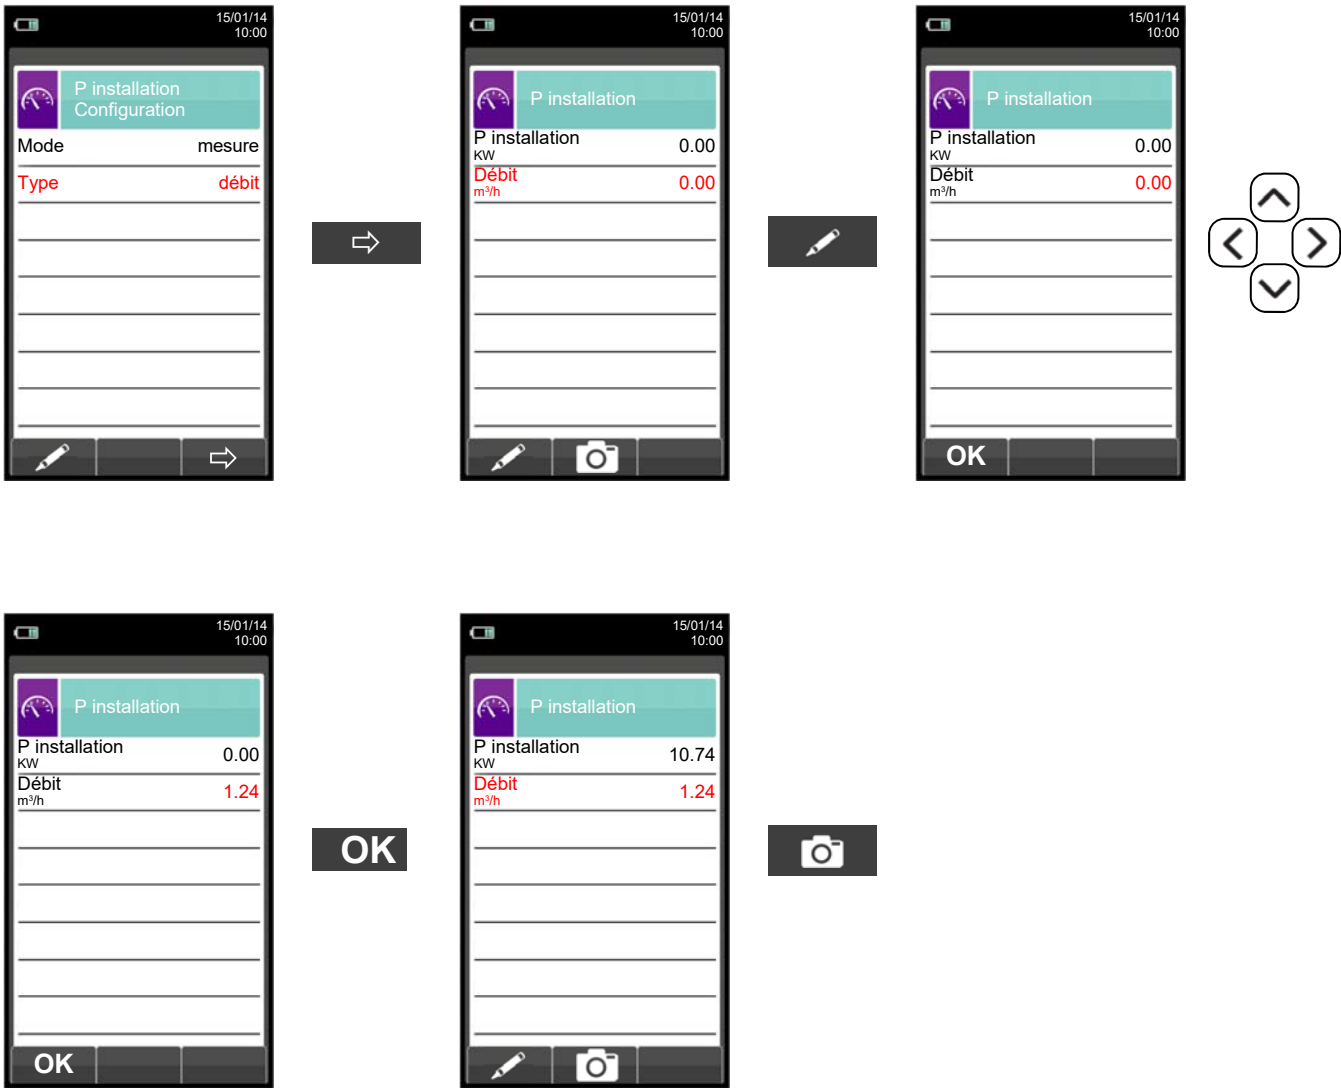 15/01/14
10:00
P installation
Configuration
Mode mesure
Type débit
15/01/14
10:00
P installation
P installation
KW
0.00
Débit
m³/h
0.00
15/01/14
10:00
P installation
P installation
KW
0.00
Débit
m³/h
0.00
OK
15/01/14
10:00
P installation
P installation
KW
0.00
Débit
m³/h
1.24
OK
OK
15/01/14
10:00
P installation
P installation
KW
10.74
Débit
m³/h
1.24